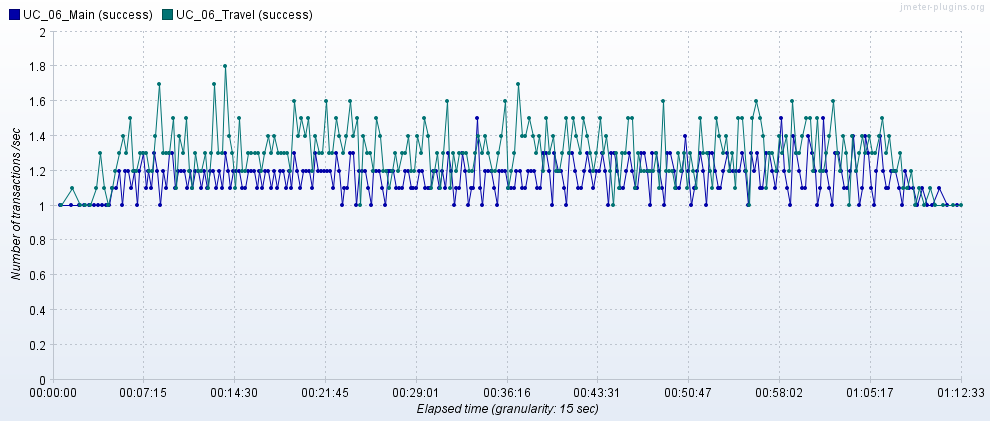 jmeter-plugins.org
UC_06_Main (success) UC_06_Travel (success)
Number of transactions/sec
2
1.8
1.6
1.4
1.2
1
0.8
0.6
0.4
0.2
0
00:00:00 00:07:15 00:14:30 00:21:45 00:29:01 00:36:16 00:43:31 00:50:47 00:58:02 01:05:17 01:12:33
Elapsed time (granularity: 15 sec)